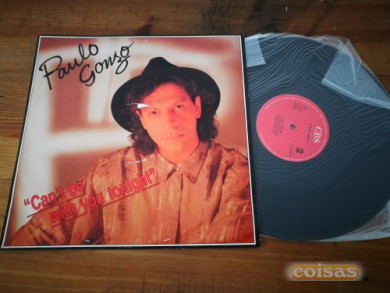 Paulo
Gonzo
"Can't be
with you tonight"
CBS
2
coisas